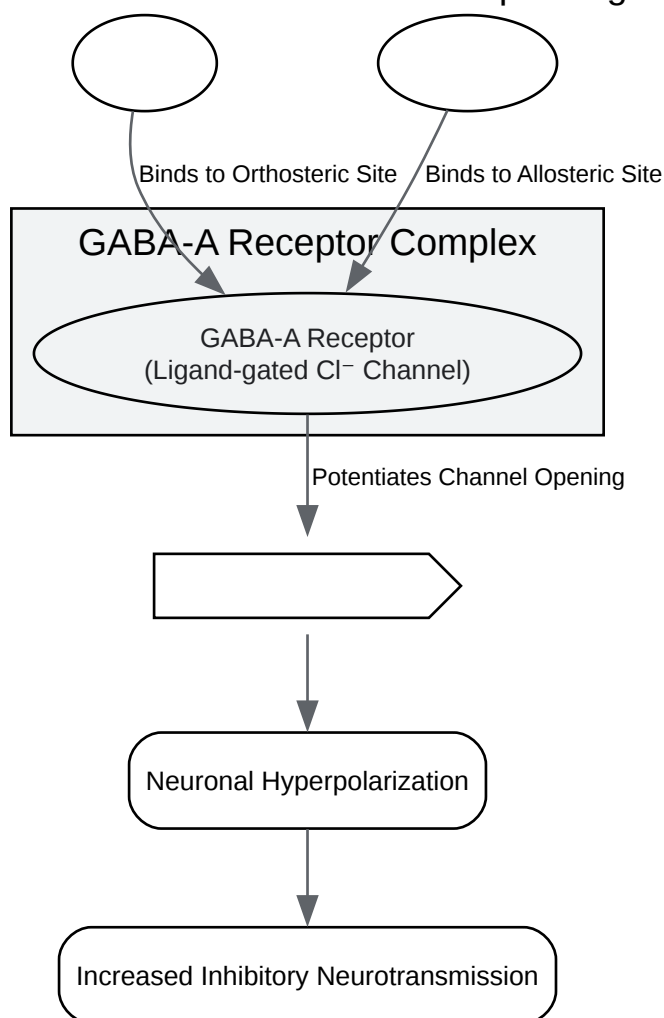 Binds to Orthosteric Site
Binds to Allosteric Site
GABA-A Receptor Complex
GABA-A Receptor
(Ligand-gated Cl⁻ Channel)
Potentiates Channel Opening
Neuronal Hyperpolarization
Increased Inhibitory Neurotransmission